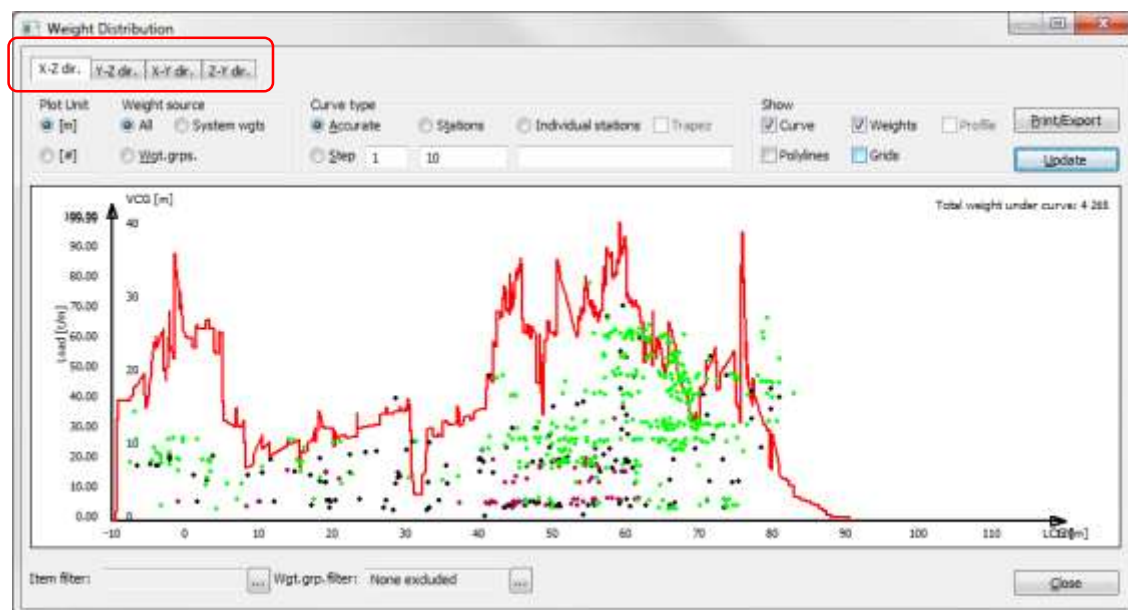 Weight Distribution
X-Z dir. Y-Z dir. X-Y dir. Z-Y dir.
Plot Unit Weight source Curve type Show
[m] All System wgts Accurate Stations Individual stations Trapez Curve Weights Profile Print/Export
[#] Wgt.grps. Step 1 10 Polylines Grids Update
VCG [m] Total weight under curve: 4 265
40
90.00
80.00
30
70.00
Load [t/m]
60.00
50.00
20
40.00
30.00
10
20.00
10.00
0.00 0
-10 0 10 20 30 40 50 60 70 80 90 100 110
Item filter: ... Wgt.grp.filter: None excluded ... Close